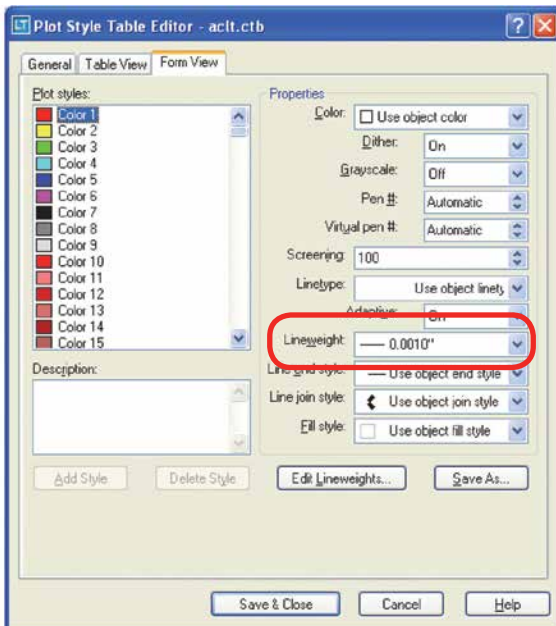 LT Plot Style Table Editor - aclt.ctb
General Table View Form View
Plot styles:
Color 1
Color 2
Color 3
Color 4
Color 5
Color 6
Color 7
Color 8
Color 9
Color 10
Color 11
Color 12
Color 13
Color 14
Color 15
Description:
Add Style Delete Style
Properties
Color: Use object color
Dither: On
Grayscale: Off
Pen #: Automatic
Virtual pen #: Automatic
Screening: 100
Linetype: Use object linety
Adaptive: On
Lineweight: 0.0010"
Line end style: Use object end style
Line join style: Use object join style
Fill style: Use object fill style
Edit Lineweights... Save As...
Save & Close Cancel Help